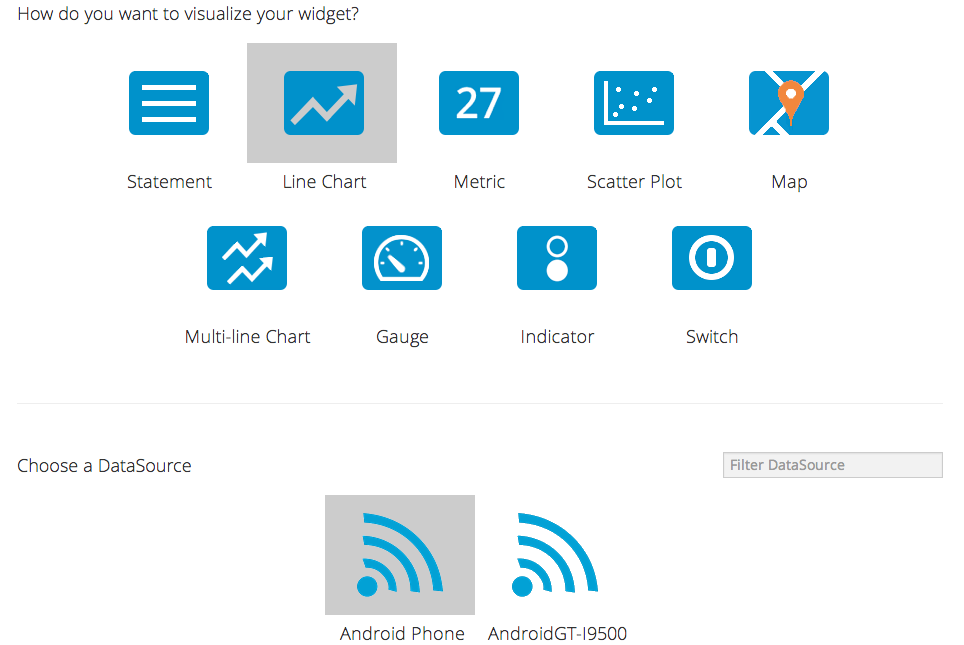 How do you want to visualize your widget?
27
Statement
Line Chart
Metric
Scatter Plot
Map
Multi-line Chart
Gauge
Indicator
Switch
Choose a DataSource
Filter DataSource
Android Phone
AndroidGT-I9500